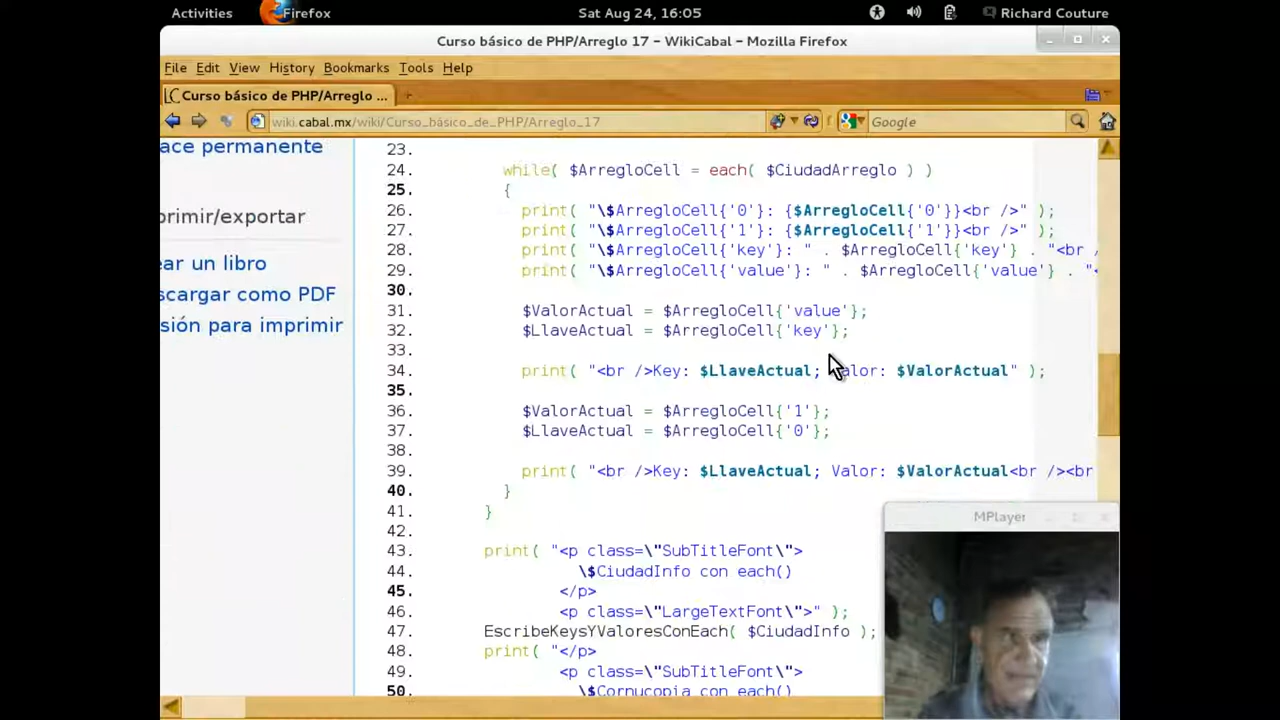 Activities Firefox Sat Aug 24, 16:05 Richard Couture
Curso básico de PHP/Arreglo 17 – WikiCabal – Mozilla Firefox
File Edit View History Bookmarks Tools Help
Curso básico de PHP/Arreglo ...
wiki.cabal.mx/wiki/Curso_básico_de_PHP/Arreglo_17 Google
ace permanente
primir/exportar
ear un libro
scargar como PDF
sión para imprimir
23.
24. while( $ArregloCell = each( $CiudadArreglo ) )
25. {
26. print( "\$ArregloCell{'0'}: {$ArregloCell{'0'}}<br />" );
27. print( "\$ArregloCell{'1'}: {$ArregloCell{'1'}}<br />" );
28. print( "\$ArregloCell{'key'}: " . $ArregloCell{'key'} . "<br /
29. print( "\$ArregloCell{'value'}: " . $ArregloCell{'value'} . "<
30.
31. $ValorActual = $ArregloCell{'value'};
32. $LlaveActual = $ArregloCell{'key'};
33.
34. print( "<br />Key: $LlaveActual; Valor: $ValorActual" );
35.
36. $ValorActual = $ArregloCell{'1'};
37. $LlaveActual = $ArregloCell{'0'};
38.
39. print( "<br />Key: $LlaveActual; Valor: $ValorActual<br /><br
40. }
41. }
42.
43. print( "<p class=\"SubTitleFont\">
44. \$CiudadInfo con each()
45. </p>
46. <p class=\"LargeTextFont\">" );
47. EscribeKeysYValoresConEach( $CiudadInfo );
48. print( "</p>
49. <p class=\"SubTitleFont\">
50. \$Cornucopia con each()
MPlayer